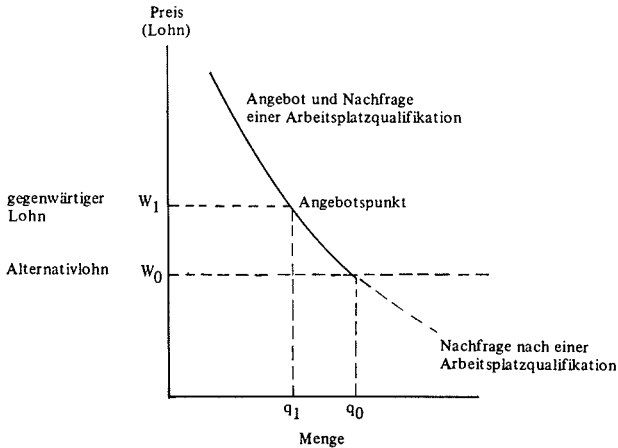 Preis
(Lohn)
Angebot und Nachfrage
einer Arbeitsplatzqualifikation
gegenwärtiger
Lohn
W1
Angebotspunkt
Alternativlohn
W0
Nachfrage nach einer
Arbeitsplatzqualifikation
q1
q0
Menge